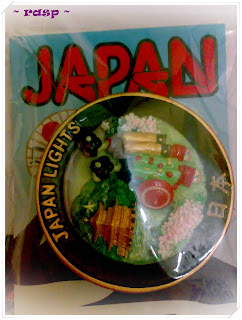 ~ rasp ~
JAPAN
JAPAN LIGHTS
日本